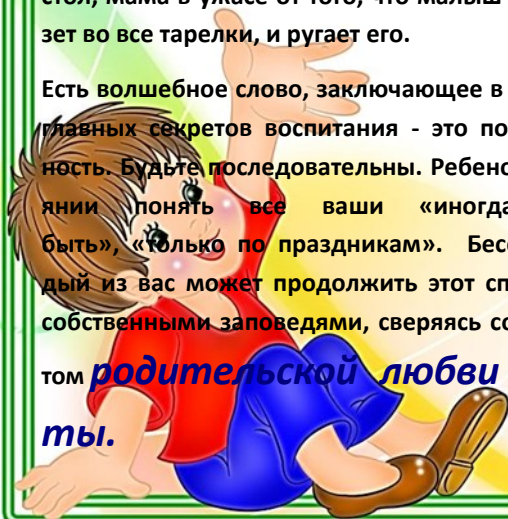 стол, мама в ужасе от того, что малыш
зет во все тарелки, и ругает его.
Есть волшебное слово, заключающее в
главных секретов воспитания - это по
ность. Будьте последовательны. Ребено
янии понять все ваши «иногда
быть», «только по праздникам». Бес
дый из вас может продолжить этот сп
собственными заповедями, сверяясь со
том родительской любви
ты.